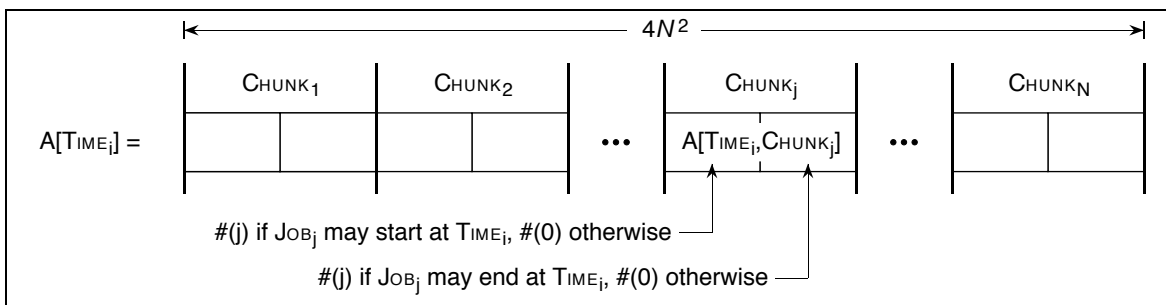 4N²
CHUNK₁ CHUNK₂ CHUNKⱼ CHUNK_N
A[TIMEᵢ] = ••• A[TIMEᵢ,CHUNKⱼ] •••
#(j) if JOBⱼ may start at TIMEᵢ, #(0) otherwise
#(j) if JOBⱼ may end at TIMEᵢ, #(0) otherwise